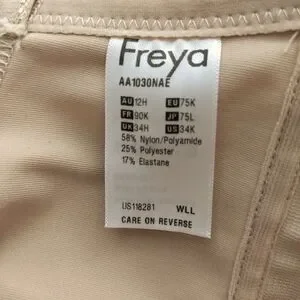 Freya
AA1030NAE
AU 12H EU 75K
FR 90K JP 75L
UK 34H US 34K
58% Nylon/Polyamide
25% Polyester
17% Elastane
US118281 WLL
CARE ON REVERSE